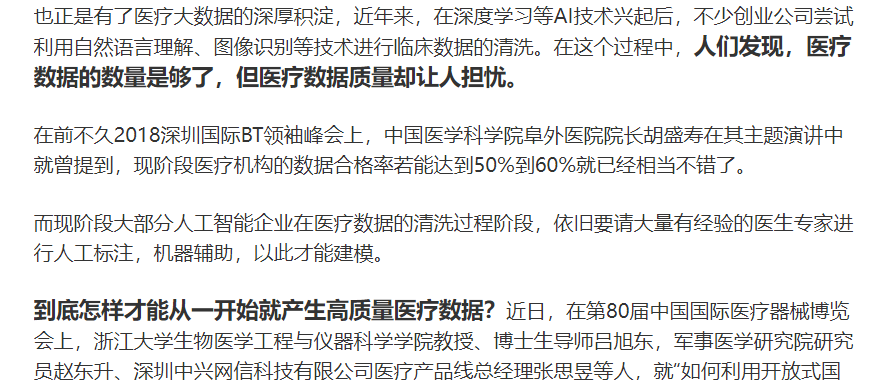 也正是有了医疗大数据的深厚积淀，近年来，在深度学习等AI技术兴起后，不少创业公司尝试
利用自然语言理解、图像识别等技术进行临床数据的清洗。在这个过程中，人们发现，医疗
数据的数量是够了，但医疗数据质量却让人担忧。
在前不久2018深圳国际BT领袖峰会上，中国医学科学院阜外医院院长胡盛寿在其主题演讲中
就曾提到，现阶段医疗机构的数据合格率若能达到50%到60%就已经相当不错了。
而现阶段大部分人工智能企业在医疗数据的清洗过程阶段，依旧要请大量有经验的医生专家进
行人工标注，机器辅助，以此才能建模。
到底怎样才能从一开始就产生高质量医疗数据？近日，在第80届中国国际医疗器械博览
会上，浙江大学生物医学工程与仪器科学学院教授、博士生导师吕旭东，军事医学研究院研究
员赵东升、深圳中兴网信科技有限公司医疗产品线总经理张思昱等人，就“如何利用开放式国